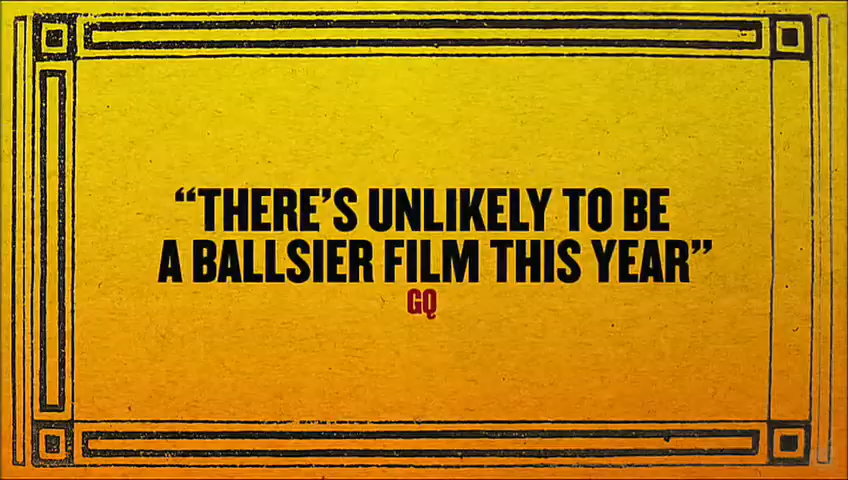 “THERE’S UNLIKELY TO BE
A BALLSIER FILM THIS YEAR”
GQ